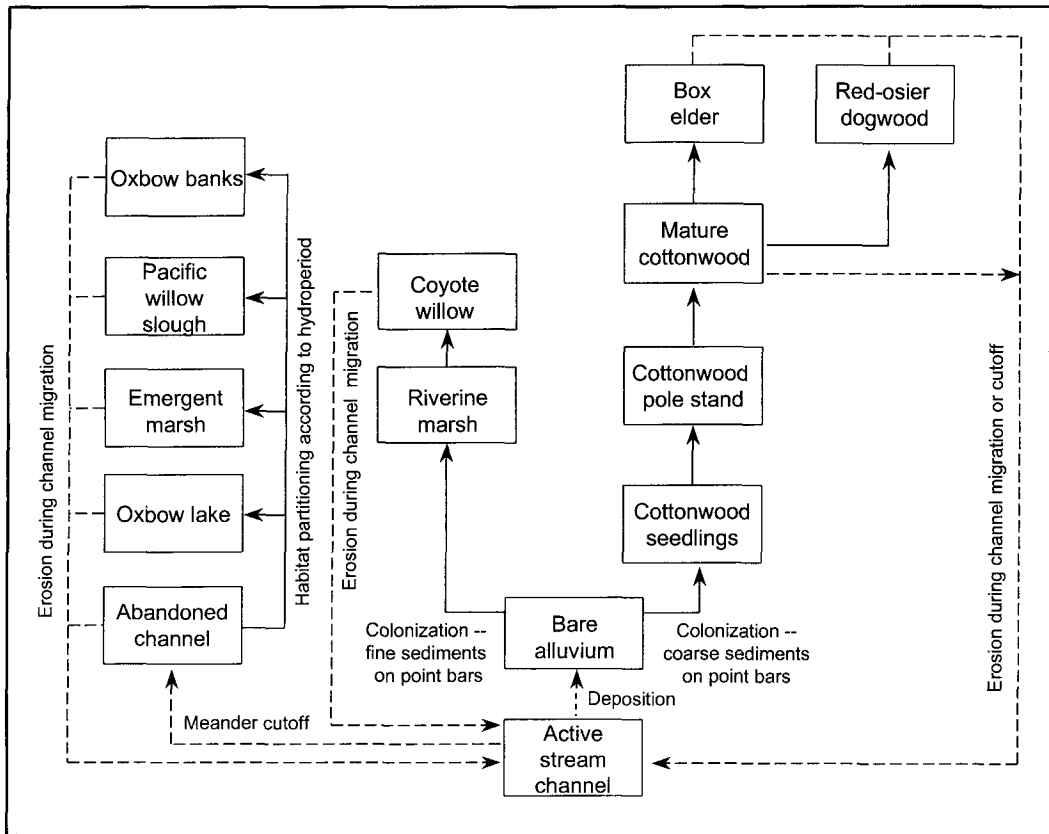 Box
elder
Red-osier
dogwood
Oxbow banks
Mature
cottonwood
Pacific
willow
slough
Coyote
willow
Emergent
marsh
Riverine
marsh
Cottonwood
pole stand
Oxbow lake
Cottonwood
seedlings
Abandoned
channel
Bare
alluvium
Colonization --
fine sediments
on point bars
Colonization --
coarse sediments
on point bars
Deposition
Meander cutoff
Active
stream
channel
Erosion during channel migration
Habitat partitioning according to hydroperiod
Erosion during channel migration
Erosion during channel migration or cutoff